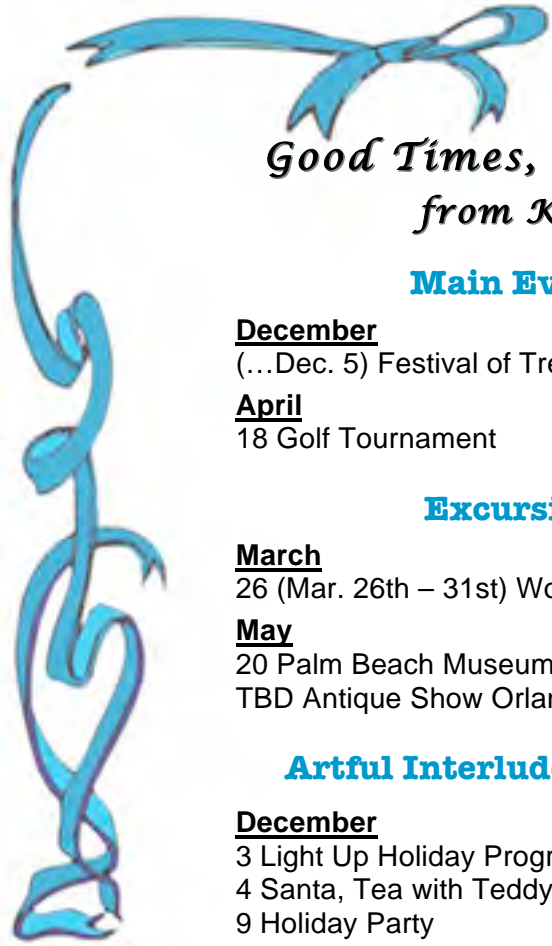 Good Times,
from K
Main Ev
December
(…Dec. 5) Festival of Tre
April
18 Golf Tournament
Excursi
March
26 (Mar. 26th – 31st) Wo
May
20 Palm Beach Museum
TBD Antique Show Orlan
Artful Interlud
December
3 Light Up Holiday Progr
4 Santa, Tea with Teddy
9 Holiday Party